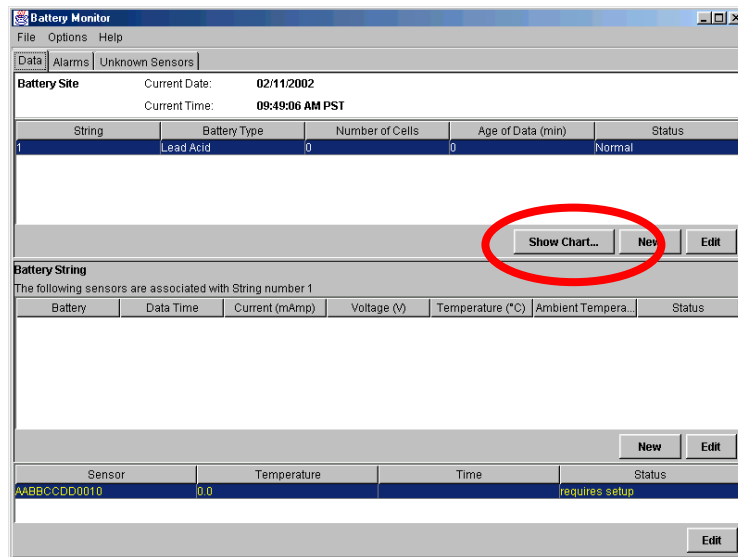 Battery Monitor
File Options Help
Data Alarms Unknown Sensors
Battery Site Current Date: 02/11/2002
Current Time: 09:49:06 AM PST
String Battery Type Number of Cells Age of Data (min) Status
1 Lead Acid 0 0 Normal
Show Chart... New Edit
Battery String
The following sensors are associated with String number 1
Battery Data Time Current (mAmp) Voltage (V) Temperature (°C) Ambient Tempera... Status
New Edit
Sensor Temperature Time Status
AABBCCDD0010 0.0 requires setup
Edit